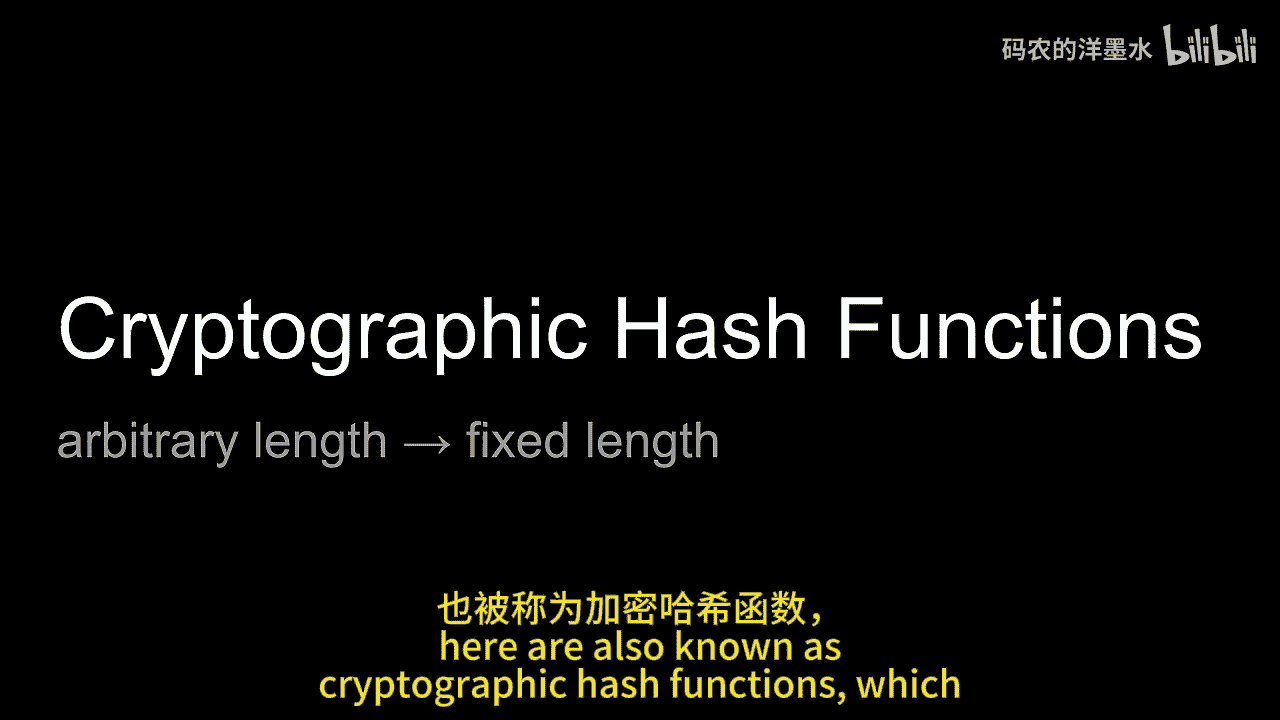 码农的洋墨水 bilibili
Cryptographic Hash Functions
arbitrary length → fixed length
也被称为加密哈希函数，
here are also known as
cryptographic hash functions, which